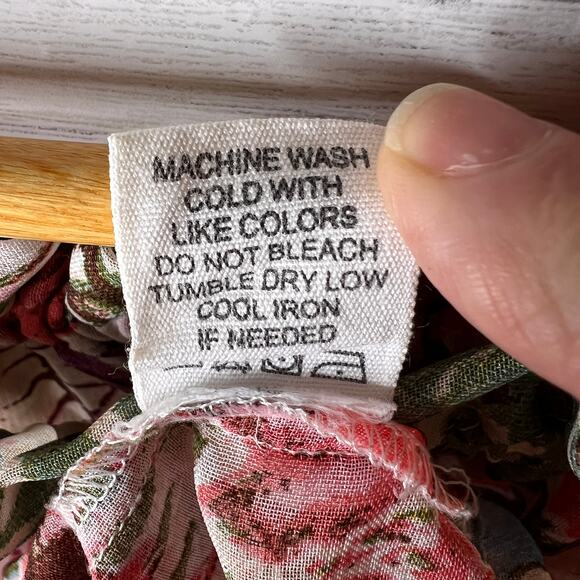 MACHINE WASH
COLD WITH
LIKE COLORS
DO NOT BLEACH
TUMBLE DRY LOW
COOL IRON
IF NEEDED